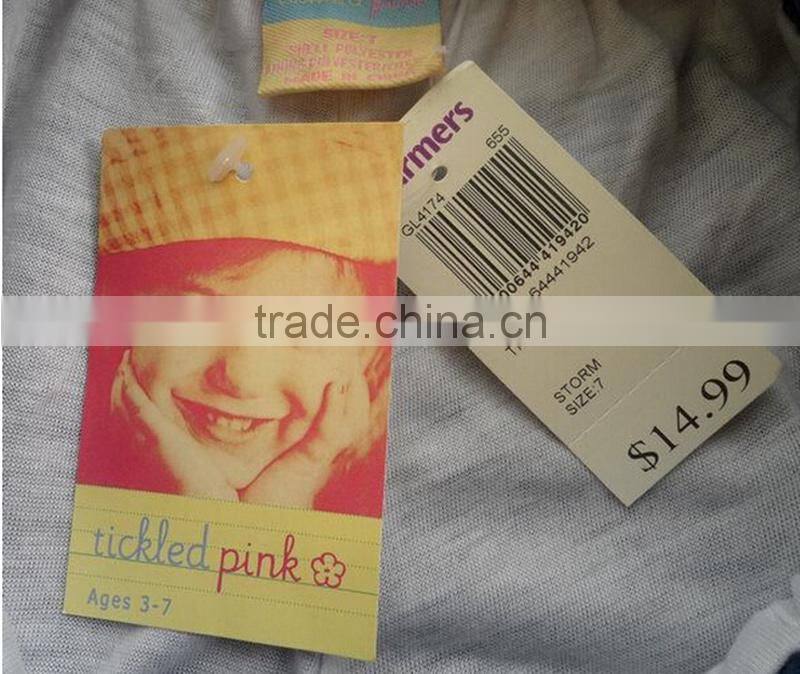 SIZE:7
SHELL POLYESTER
MADE IN CHINA
armers
655
GL4174
00644 419420
64441942
STORM
SIZE:7
$14.99
trade.china.cn
tickled pink
Ages 3-7